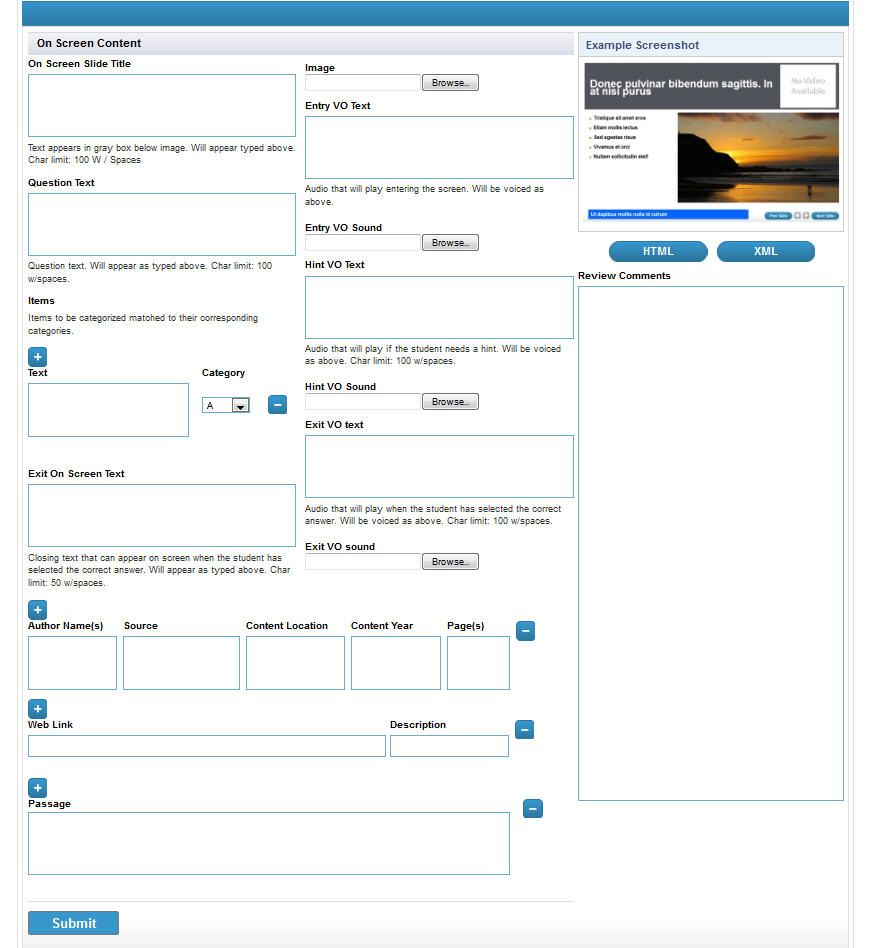 On Screen Content
On Screen Slide Title
Text appears in gray box below image. Will appear typed above.
Char limit: 100 W / Spaces
Question Text
Question text. Will appear as typed above. Char limit: 100
w/spaces.
Items
Items to be categorized matched to their corresponding
categories.
+
Text
Category
A
−
Exit On Screen Text
Closing text that can appear on screen when the student has
selected the correct answer. Will appear as typed above. Char
limit: 50 w/spaces.
Image
Browse..
Entry VO Text
Audio that will play entering the screen. Will be voiced as
above.
Entry VO Sound
Browse..
Hint VO Text
Audio that will play if the student needs a hint. Will be voiced
as above. Char limit: 100 w/spaces.
Hint VO Sound
Browse..
Exit VO text
Audio that will play when the student has selected the correct
answer. Will be voiced as above. Char limit: 100 w/spaces.
Exit VO sound
Browse..
+
Author Name(s) Source Content Location Content Year Page(s)
−
+
Web Link Description
−
+
Passage
−
Submit
Example Screenshot
Donec pulvinar bibendum sagittis. In
at nisi purus
No Video
Available
Tristique sit amet eros
Etiam mollis lectus
Sed egestas risus
Vivamus et orci
Nullam sollicitudin eleif
Ut dapibus mollis nulla id rutrum
Prev Slide
Next Slide
HTML XML
Review Comments